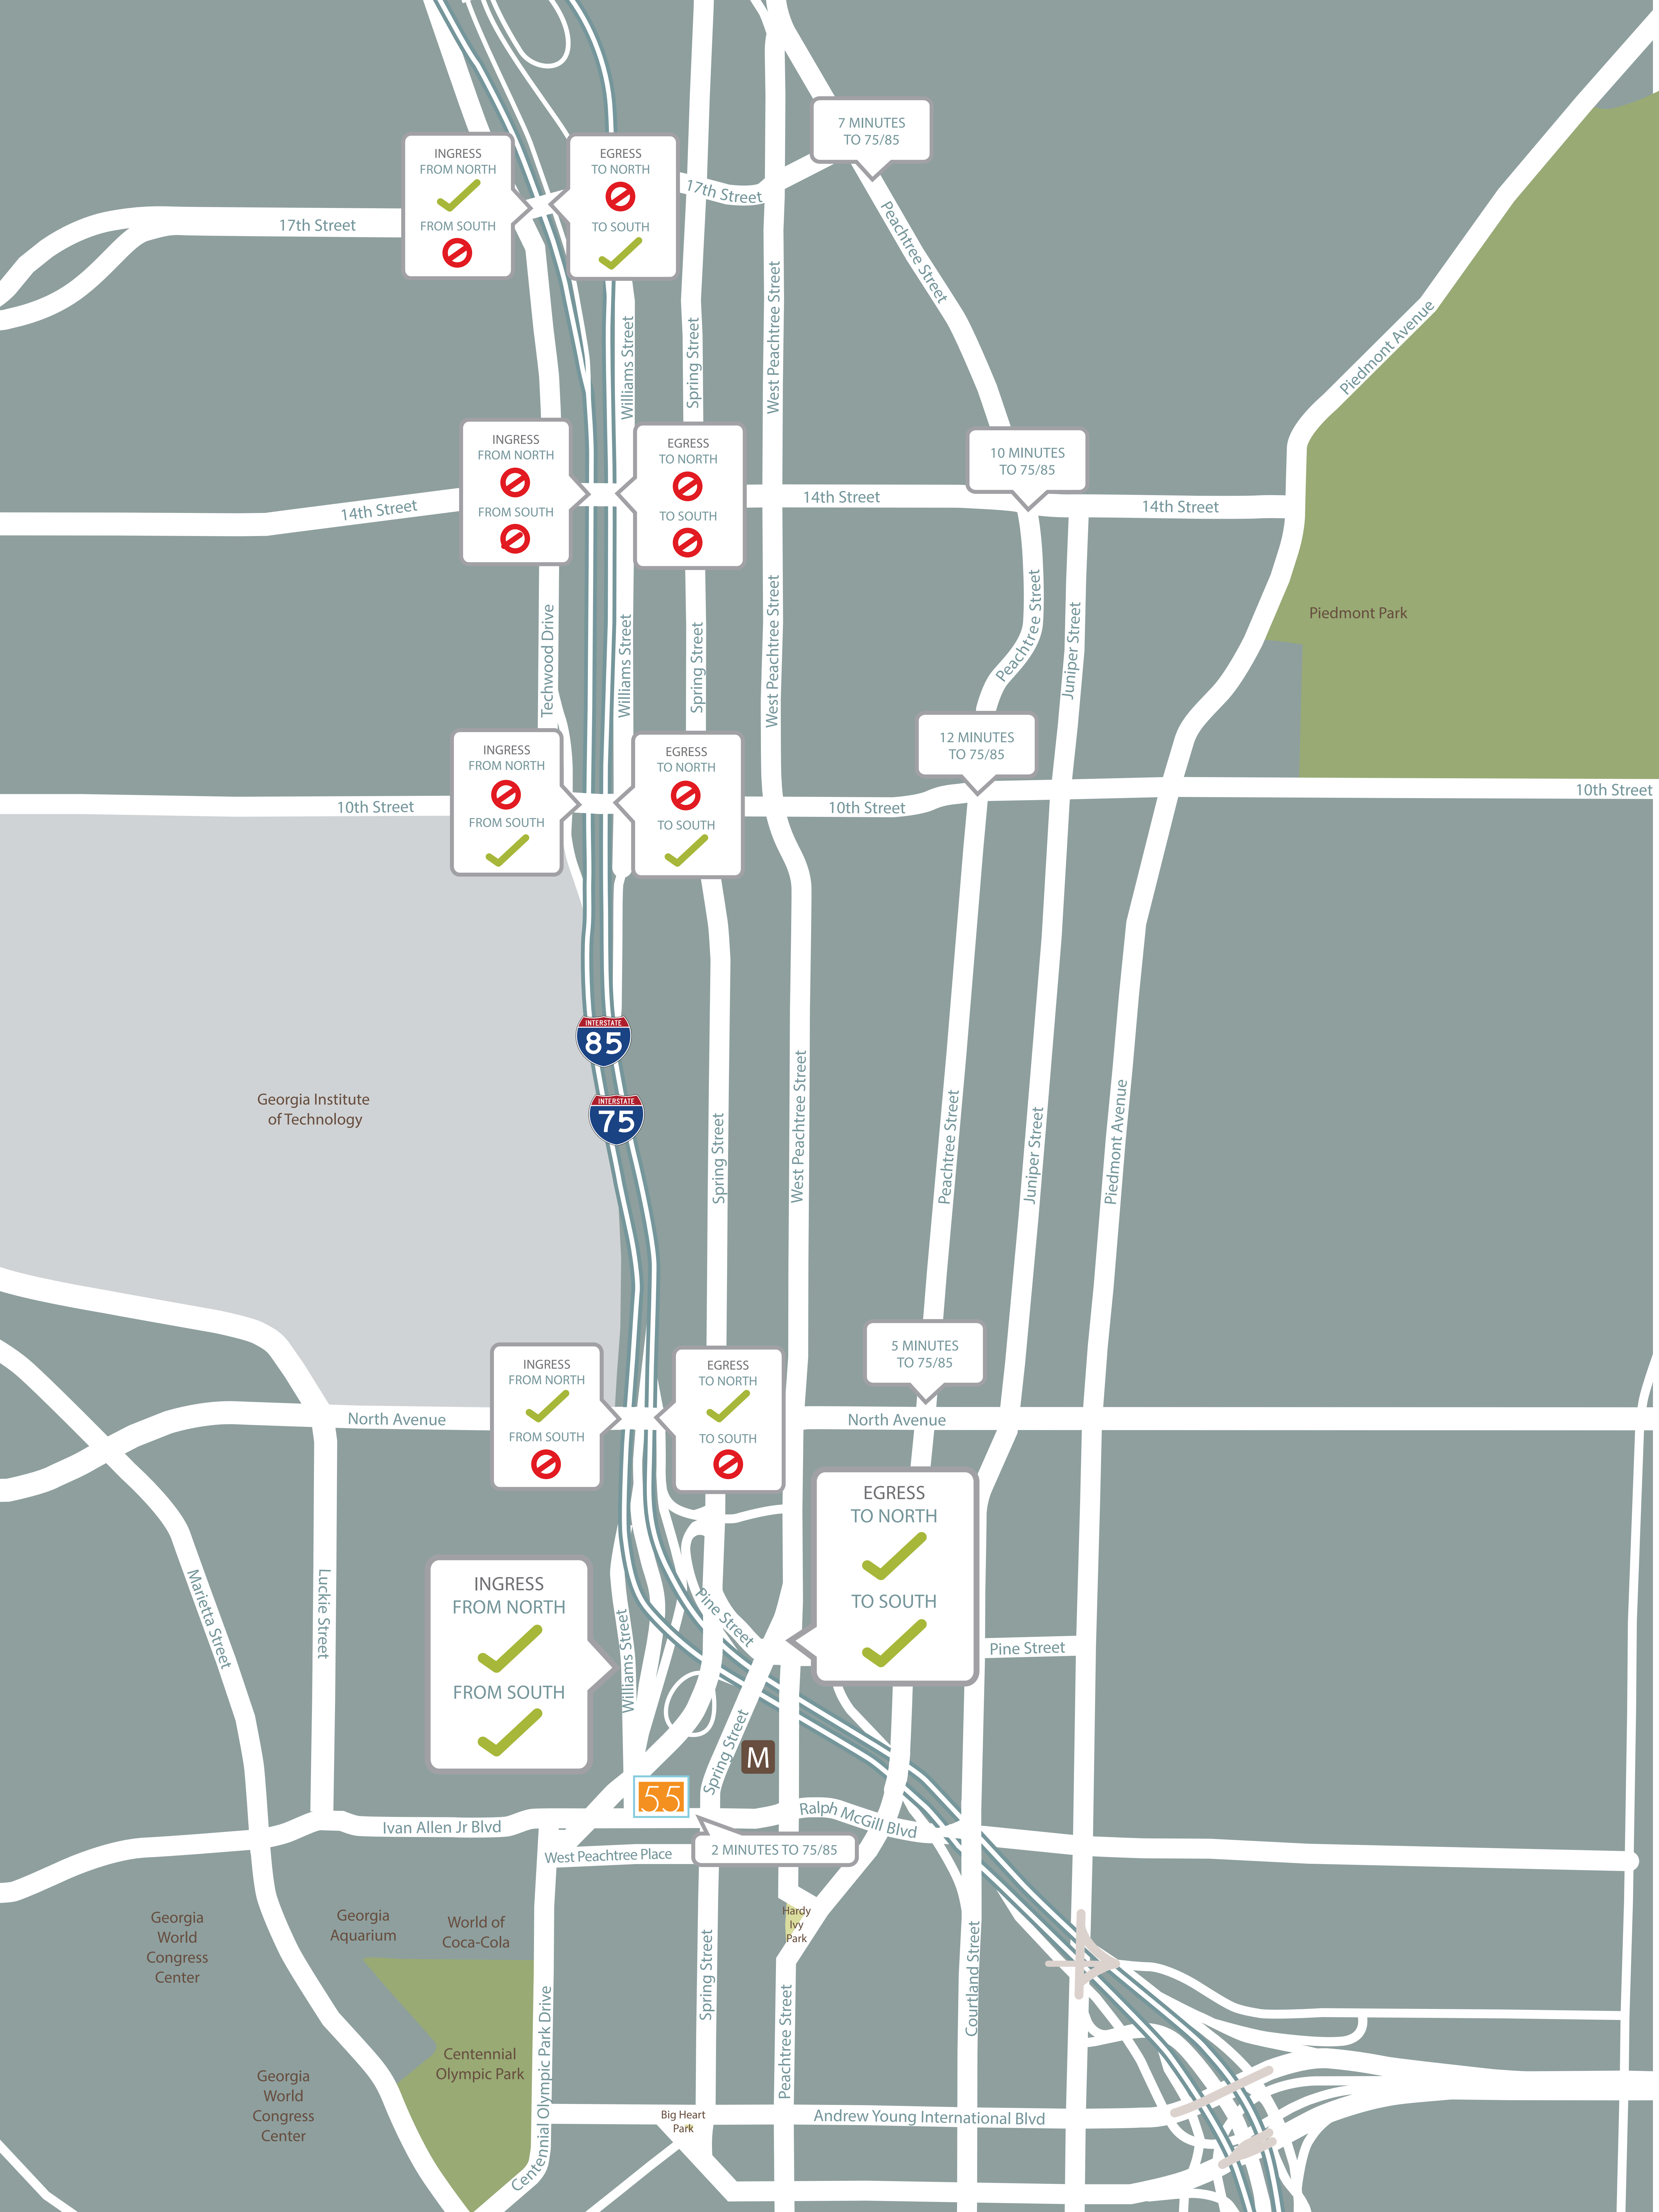 7 MINUTES
TO 75/85
INGRESS
FROM NORTH
FROM SOUTH
EGRESS
TO NORTH
TO SOUTH
17th Street
17th Street
Peachtree Street
Williams Street
Spring Street
West Peachtree Street
Piedmont Avenue
INGRESS
FROM NORTH
FROM SOUTH
EGRESS
TO NORTH
TO SOUTH
10 MINUTES
TO 75/85
14th Street
14th Street
14th Street
Techwood Drive
Williams Street
Spring Street
West Peachtree Street
Peachtree Street
Juniper Street
Piedmont Park
INGRESS
FROM NORTH
FROM SOUTH
EGRESS
TO NORTH
TO SOUTH
12 MINUTES
TO 75/85
10th Street
10th Street
10th Street
INTERSTATE
85
INTERSTATE
75
Georgia Institute
of Technology
Spring Street
West Peachtree Street
Peachtree Street
Juniper Street
Piedmont Avenue
INGRESS
FROM NORTH
FROM SOUTH
EGRESS
TO NORTH
TO SOUTH
5 MINUTES
TO 75/85
North Avenue
North Avenue
EGRESS
TO NORTH
TO SOUTH
INGRESS
FROM NORTH
FROM SOUTH
Marietta Street
Luckie Street
Williams Street
Pine Street
Pine Street
Spring Street
M
55
Ralph McGill Blvd
Ivan Allen Jr Blvd
West Peachtree Place
2 MINUTES TO 75/85
Georgia
World
Congress
Center
Georgia
Aquarium
World of
Coca-Cola
Hardy
Ivy
Park
Spring Street
Peachtree Street
Courtland Street
Centennial
Olympic Park
Centennial Olympic Park Drive
Georgia
World
Congress
Center
Big Heart
Park
Andrew Young International Blvd